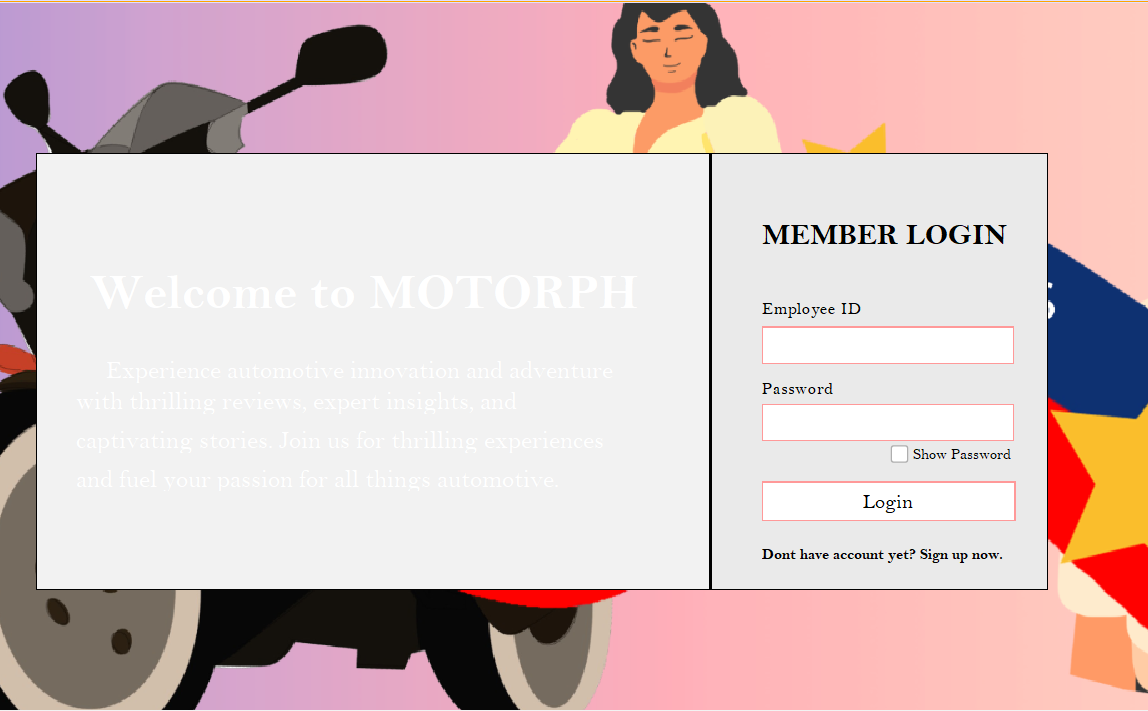 Welcome to MOTORPH
Experience automotive innovation and adventure
with thrilling reviews, expert insights, and
captivating stories. Join us for thrilling experiences
and fuel your passion for all things automotive.
MEMBER LOGIN
Employee ID
Password
Show Password
Login
Dont have account yet? Sign up now.